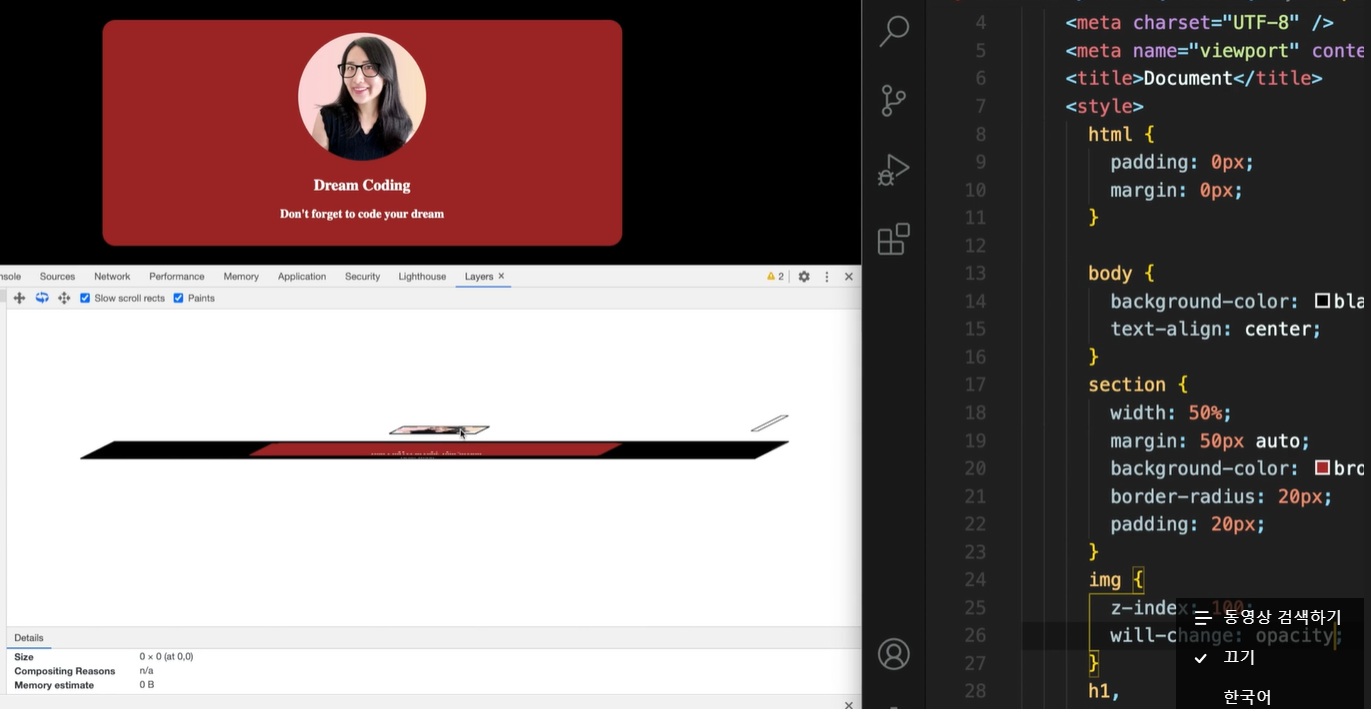 Dream Coding
Don't forget to code your dream
nsole Sources Network Performance Memory Application Security Lighthouse Layers × 2
Slow scroll rects Paints
Details
Size 0 × 0 (at 0,0)
Compositing Reasons n/a
Memory estimate 0 B
4 <meta charset="UTF-8" />
5 <meta name="viewport" conte
6 <title>Document</title>
7 <style>
8 html {
9 padding: 0px;
10 margin: 0px;
11 }
12
13 body {
14 background-color: bla
15 text-align: center;
16 }
17 section {
18 width: 50%;
19 margin: 50px auto;
20 background-color: bro
21 border-radius: 20px;
22 padding: 20px;
23 }
24 img {
25 z-index: 100;
26 will-change: opacity;
27 }
28 h1,
동영상 검색하기
끄기
한국어